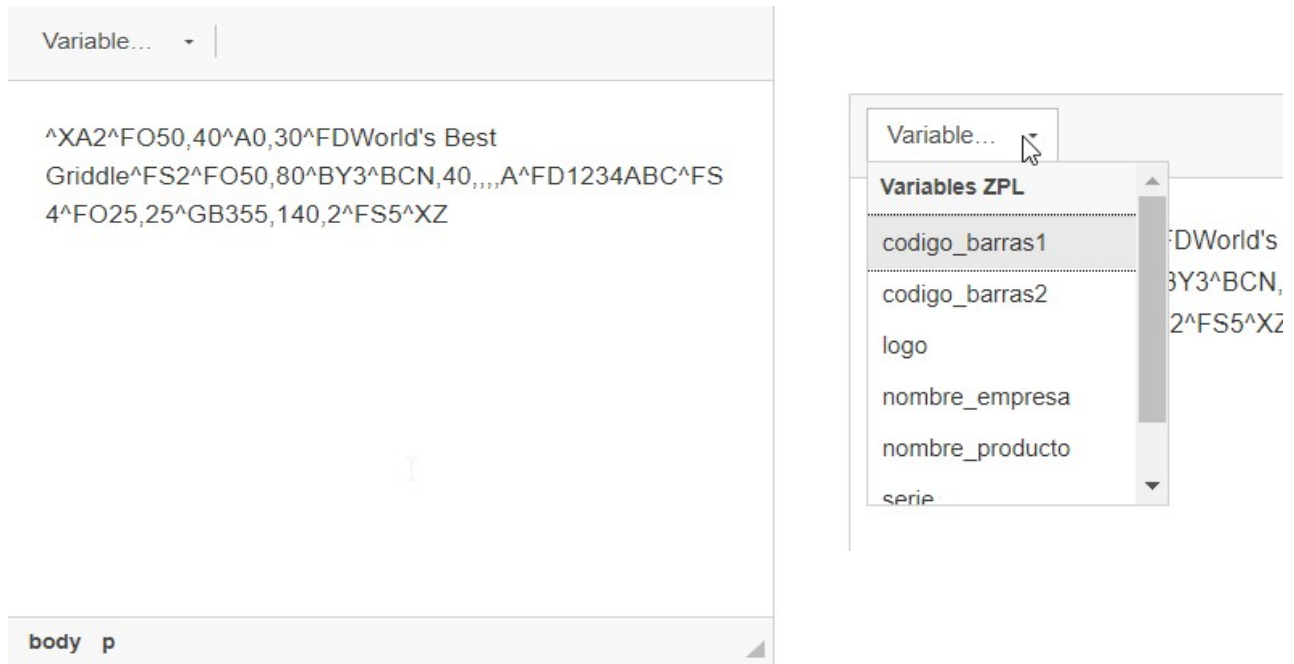 Variable...
^XA2^FO50,40^A0,30^FDWorld's Best
Griddle^FS2^FO50,80^BY3^BCN,40,,,,A^FD1234ABC^FS
4^FO25,25^GB355,140,2^FS5^XZ
body p
Variable...
Variables ZPL
codigo_barras1
codigo_barras2
logo
nombre_empresa
nombre_producto
serie
FDWorld's
BY3^BCN,
2^FS5^XZ